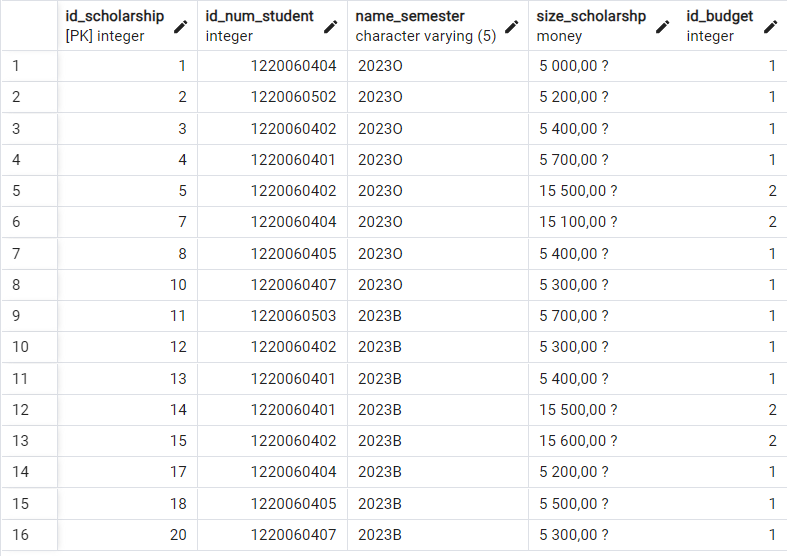 id_scholarship id_num_student name_semester size_scholarshp id_budget
[PK] integer integer character varying (5) money integer
1 1 1220060404 2023O 5 000,00 ? 1
2 2 1220060502 2023O 5 200,00 ? 1
3 3 1220060402 2023O 5 400,00 ? 1
4 4 1220060401 2023O 5 700,00 ? 1
5 5 1220060402 2023O 15 500,00 ? 2
6 7 1220060404 2023O 15 100,00 ? 2
7 8 1220060405 2023O 5 400,00 ? 1
8 10 1220060407 2023O 5 300,00 ? 1
9 11 1220060503 2023B 5 700,00 ? 1
10 12 1220060402 2023B 5 300,00 ? 1
11 13 1220060401 2023B 5 400,00 ? 1
12 14 1220060401 2023B 15 500,00 ? 2
13 15 1220060402 2023B 15 600,00 ? 2
14 17 1220060404 2023B 5 200,00 ? 1
15 18 1220060405 2023B 5 500,00 ? 1
16 20 1220060407 2023B 5 300,00 ? 1